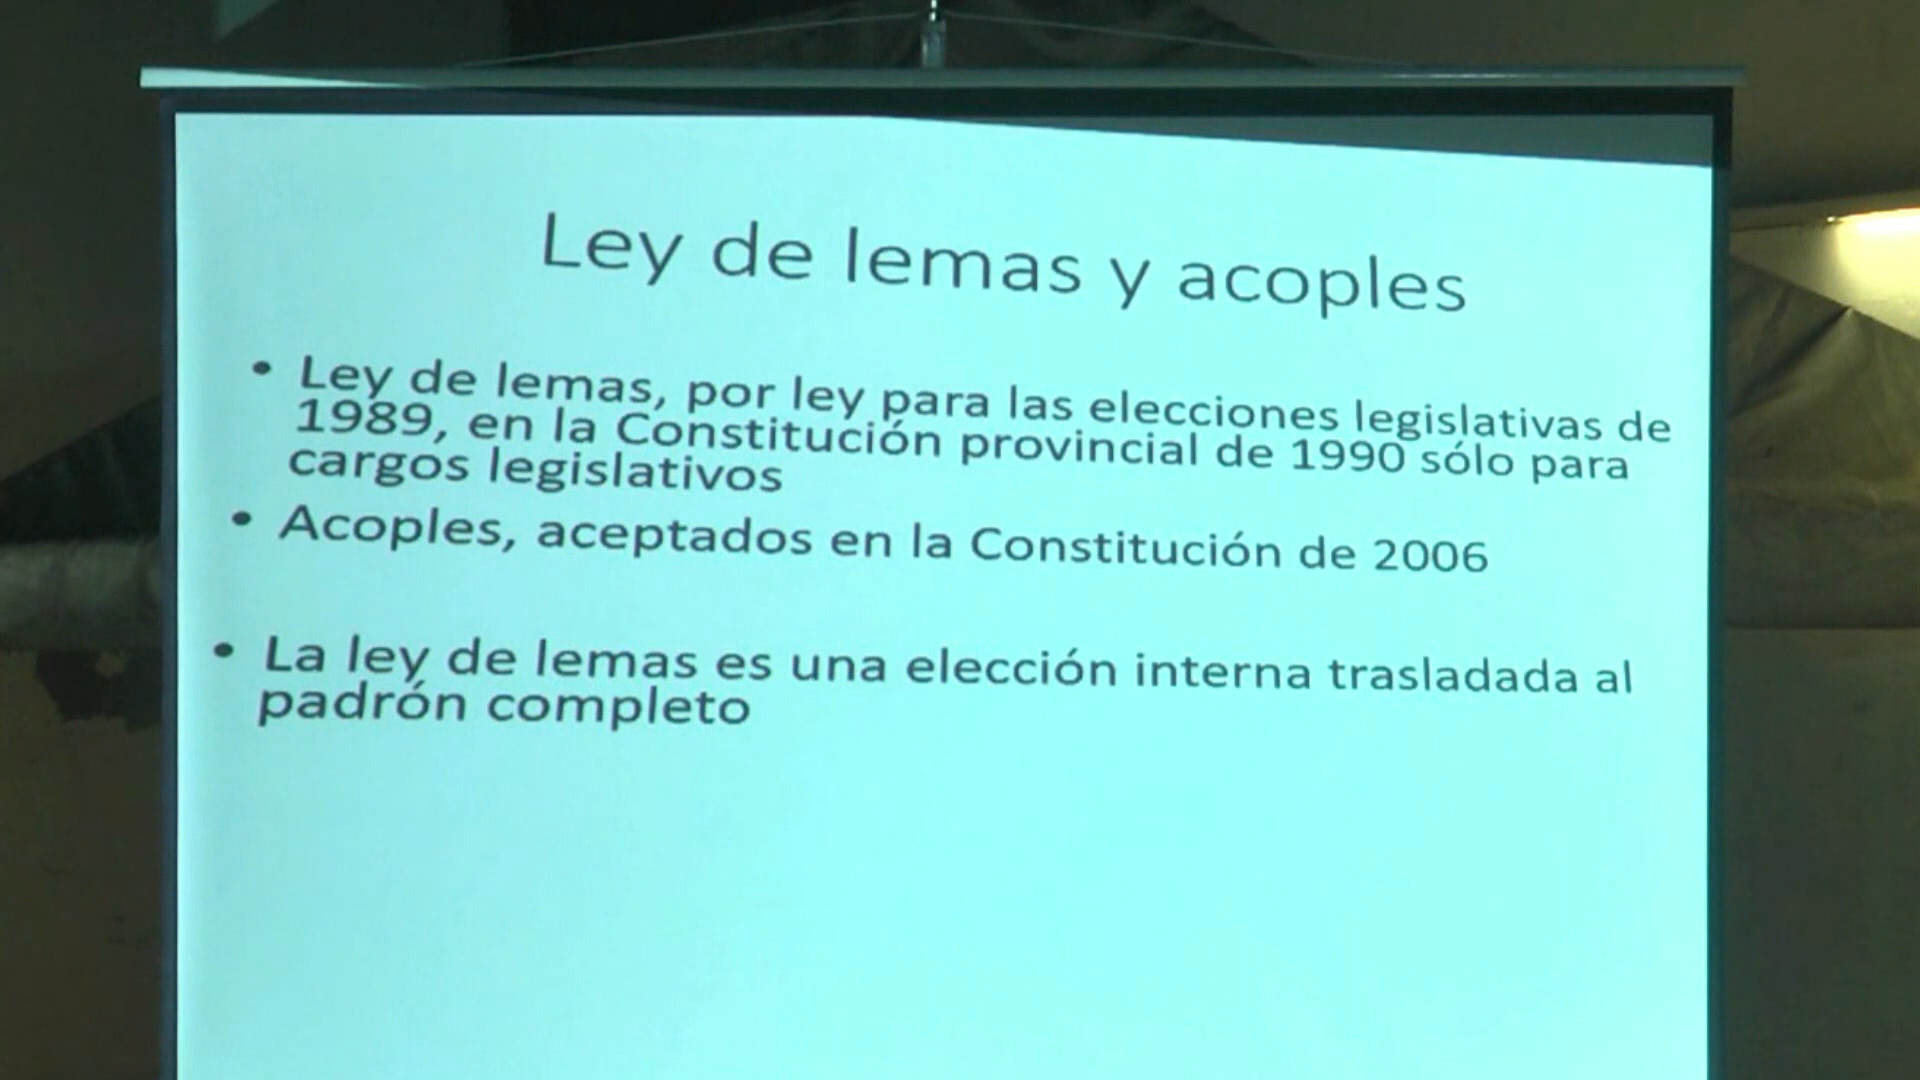 Ley de lemas y acoples
• Ley de lemas, por ley para las elecciones legislativas de
1989, en la Constitución provincial de 1990 sólo para
cargos legislativos
• Acoples, aceptados en la Constitución de 2006
• La ley de lemas es una elección interna trasladada al
padrón completo